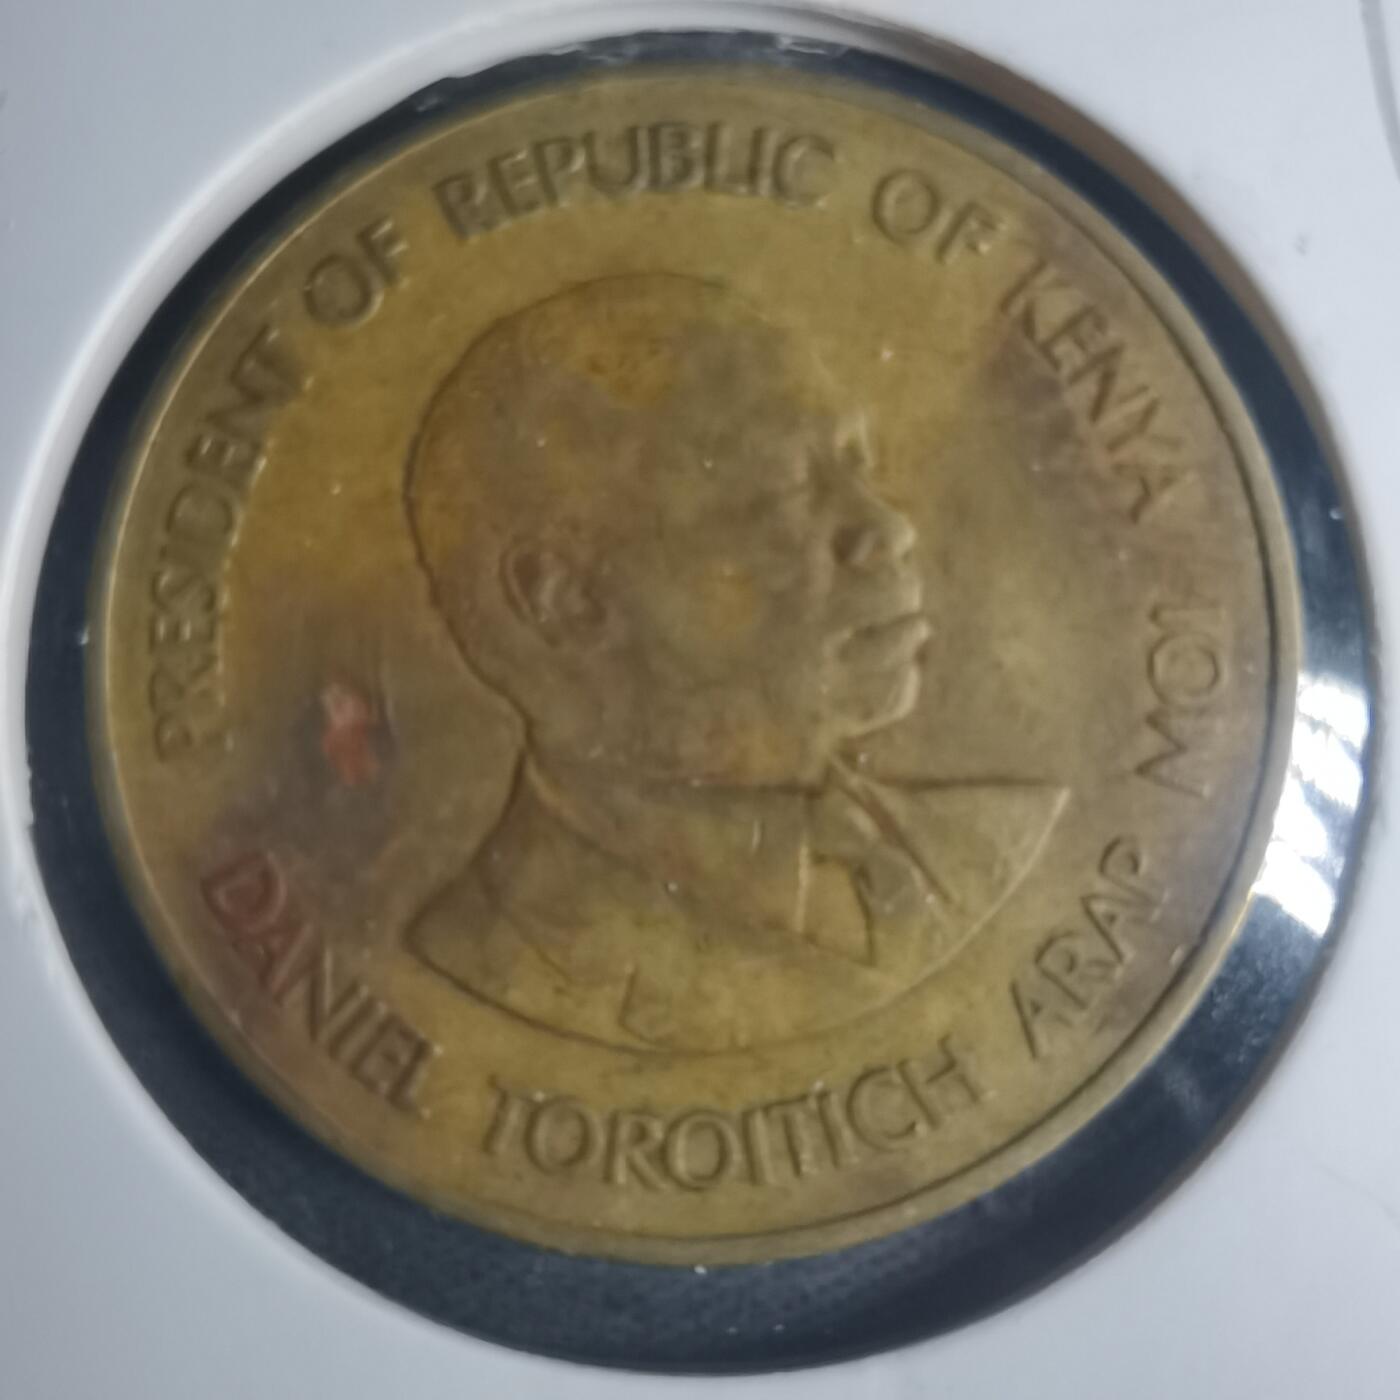 PRESIDENT OF REPUBLIC OF KENYA
DANIEL TOROITICH ARAP MOI